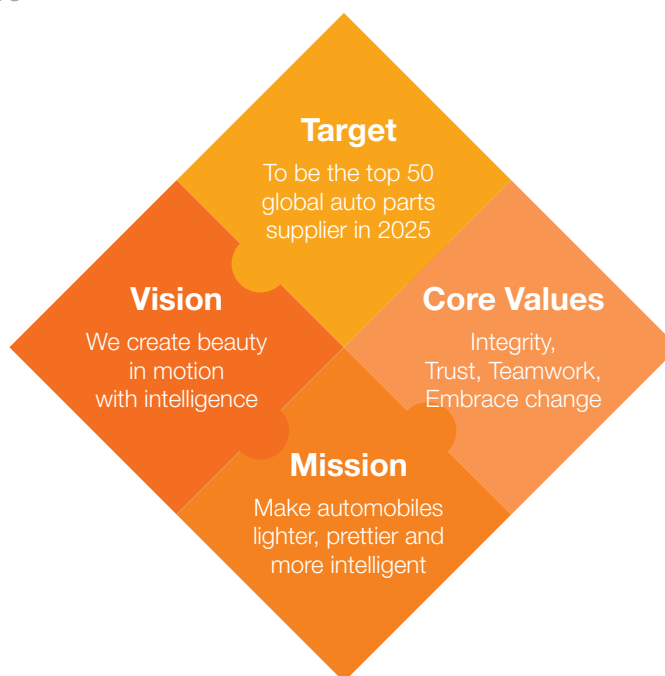 Target
To be the top 50
global auto parts
supplier in 2025
Vision
We create beauty
in motion
with intelligence
Core Values
Integrity,
Trust, Teamwork,
Embrace change
Mission
Make automobiles
lighter, prettier and
more intelligent